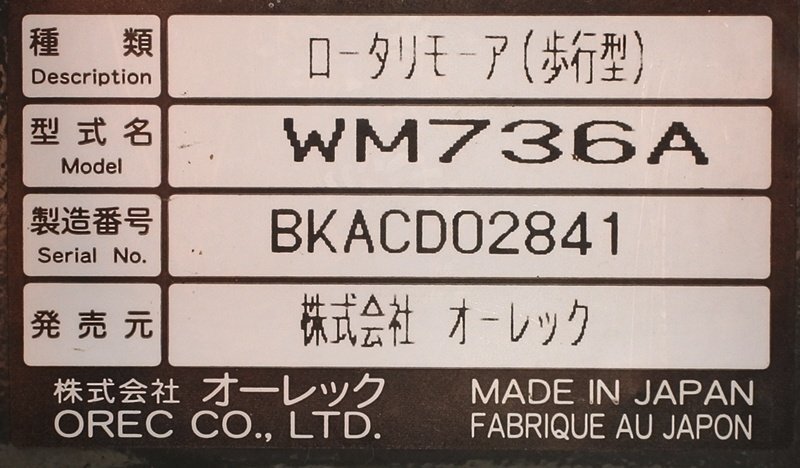 種類 ロータリモーア(歩行型)
Description
型式名 WM736A
Model
製造番号 BKACD02841
Serial No.
発売元 株式会社 オーレック
株式会社 オーレック MADE IN JAPAN
OREC CO., LTD. FABRIQUE AU JAPON